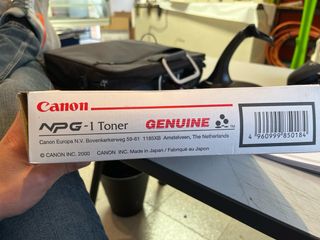 Canon
NPG-1 Toner GENUINE
Canon Europa N.V. Bovenkerkerweg 59-61 1185XB Amstelveen, The Netherlands
© CANON INC. 2000 CANON INC. Made in Japan / Fabriqué au Japon
4 960999 850184